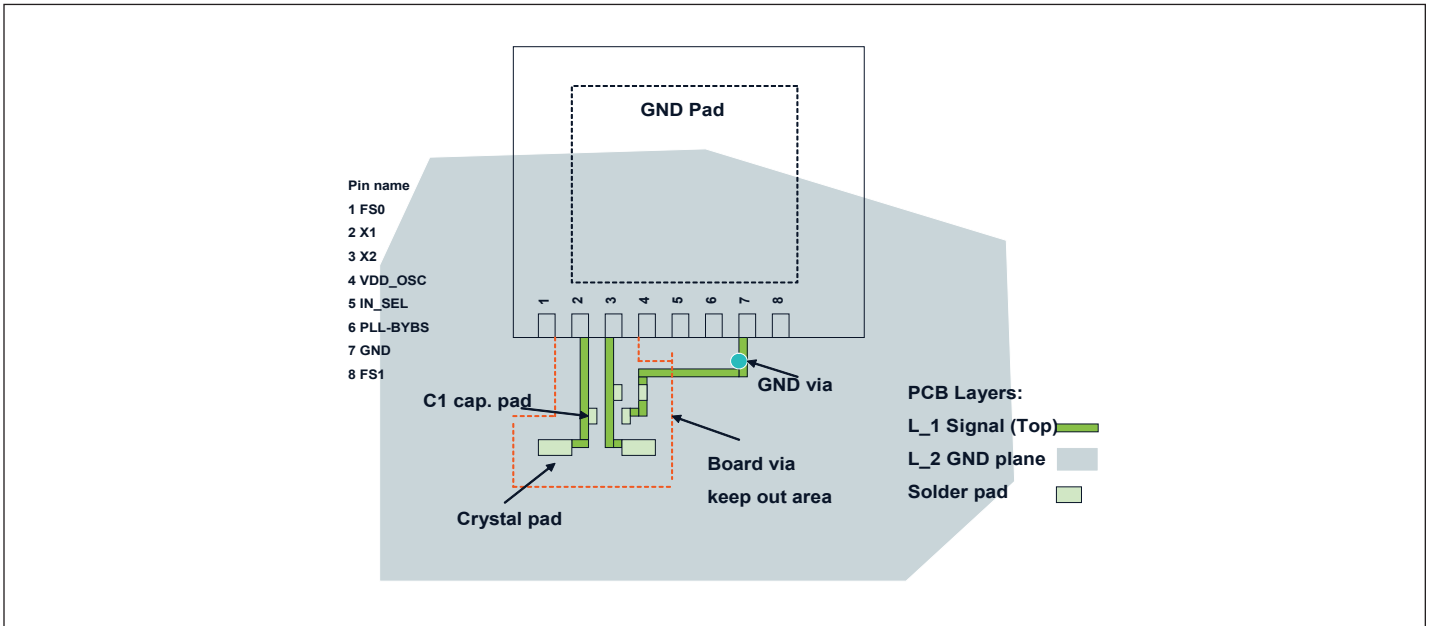 GND Pad
Pin name
1 FS0
2 X1
3 X2
4 VDD_OSC
5 IN_SEL
6 PLL-BYBS
7 GND
8 FS1
1 2 3 4 5 6 7 8
GND via
C1 cap. pad
Board via
keep out area
Crystal pad
PCB Layers:
L_1 Signal (Top)
L_2 GND plane
Solder pad